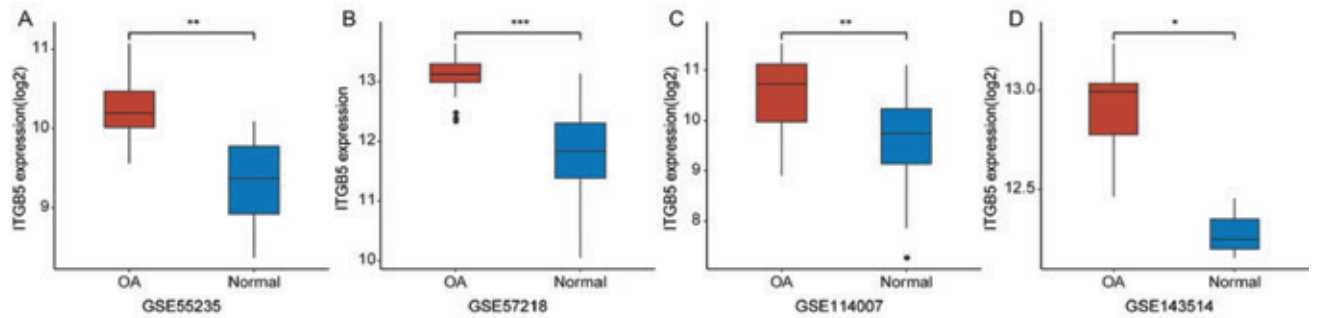 A
ITGB5 expression(log2)
11
10
9
**
OA
Normal
GSE55235
B
ITGB5 expression
13
12
11
10
***
OA
Normal
GSE57218
C
ITGB5 expression(log2)
11
10
9
8
**
OA
Normal
GSE114007
D
ITGB5 expression(log2)
13.0
12.5
*
OA
Normal
GSE143514